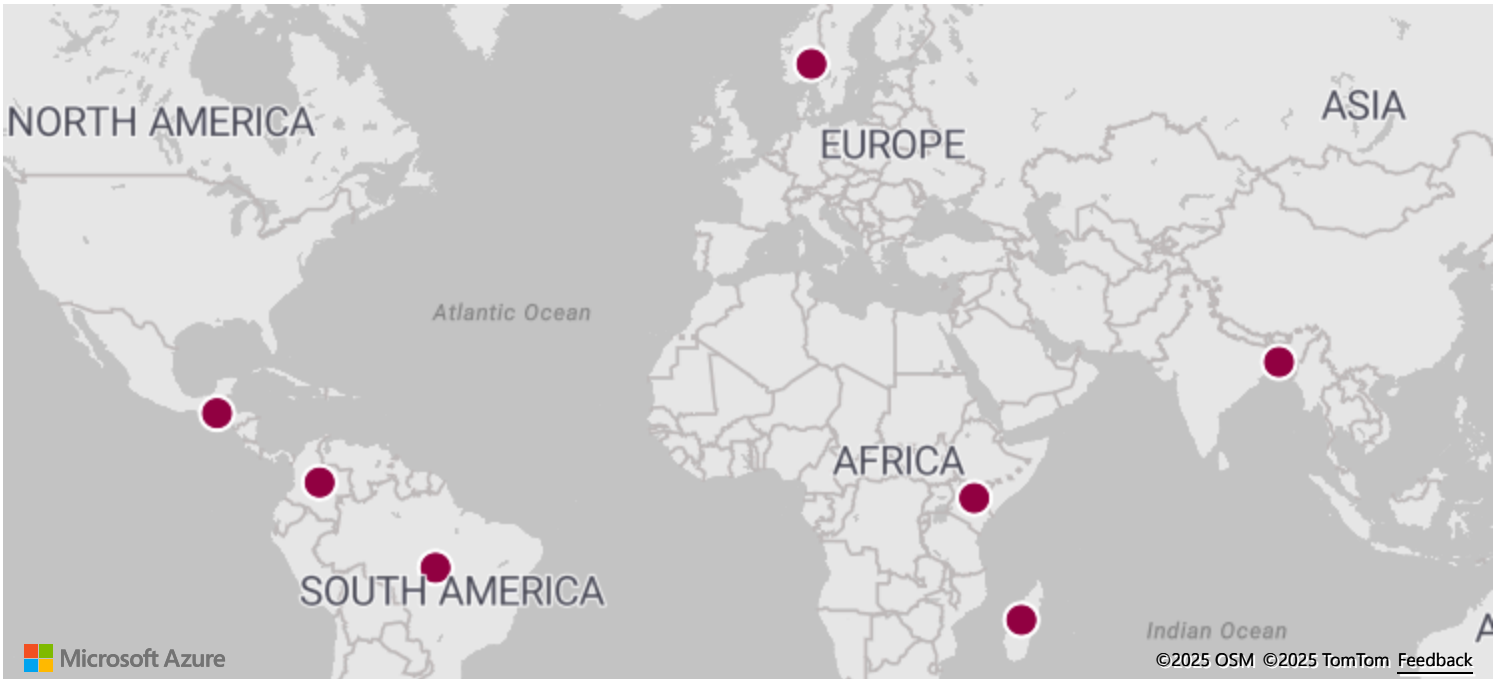 NORTH AMERICA
EUROPE
ASIA
Atlantic Ocean
AFRICA
SOUTH AMERICA
Indian Ocean
A
Microsoft Azure
©2025 OSM ©2025 TomTom Feedback